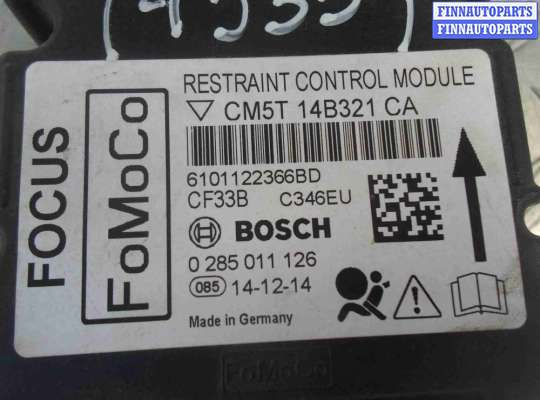 FINNAUTOPARTS
FINNAUTOPARTS
RESTRAINT CONTROL MODULE
CM5T 14B321 CA
6101122366BD
CF33B C346EU
BOSCH
0 285 011 126
085 14-12-14
Made in Germany
FOCUS
FoMoCo
FoMoCo